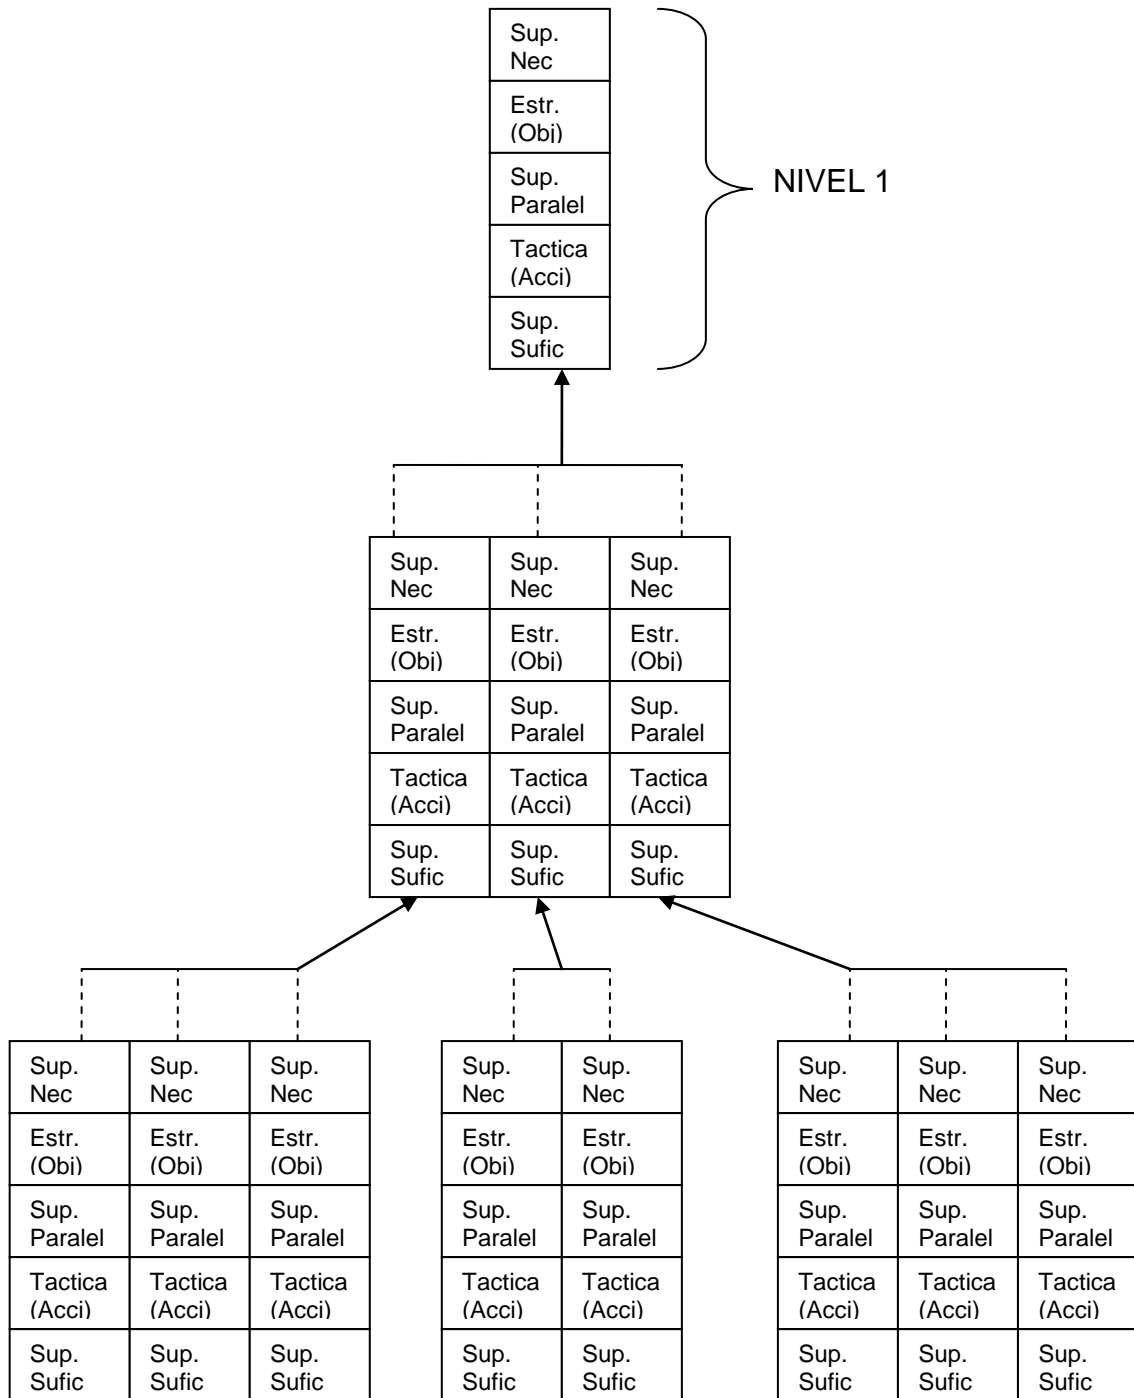 Sup.
Nec
Estr.
(Obj)
Sup.
Paralel
Tactica
(Acci)
Sup.
Sufic
NIVEL 1
Sup. Sup. Sup.
Nec Nec Nec
Estr. Estr. Estr.
(Obj) (Obj) (Obj)
Sup. Sup. Sup.
Paralel Paralel Paralel
Tactica Tactica Tactica
(Acci) (Acci) (Acci)
Sup. Sup. Sup.
Sufic Sufic Sufic
Sup. Sup. Sup. Sup. Sup. Sup. Sup. Sup.
Nec Nec Nec Nec Nec Nec Nec Nec
Estr. Estr. Estr. Estr. Estr. Estr. Estr. Estr.
(Obj) (Obj) (Obj) (Obj) (Obj) (Obj) (Obj) (Obj)
Sup. Sup. Sup. Sup. Sup. Sup. Sup. Sup.
Paralel Paralel Paralel Paralel Paralel Paralel Paralel Paralel
Tactica Tactica Tactica Tactica Tactica Tactica Tactica Tactica
(Acci) (Acci) (Acci) (Acci) (Acci) (Acci) (Acci) (Acci)
Sup. Sup. Sup. Sup. Sup. Sup. Sup. Sup.
Sufic Sufic Sufic Sufic Sufic Sufic Sufic Sufic